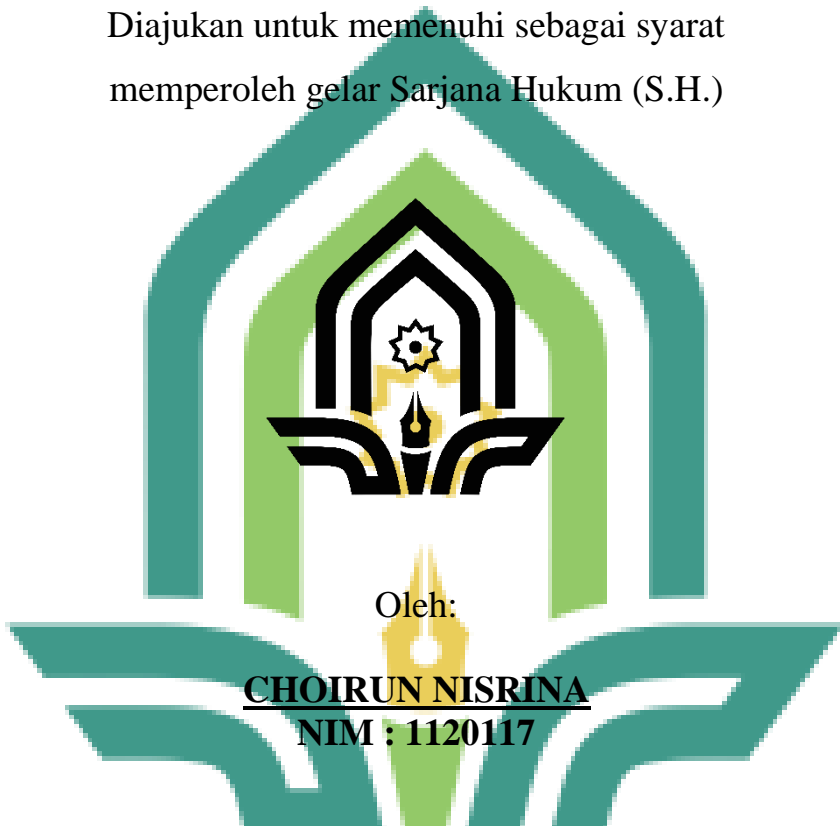 Diajukan untuk memenuhi sebagai syarat
memperoleh gelar Sarjana Hukum (S.H.)
Oleh:
CHOIRUN NISRINA
NIM : 1120117